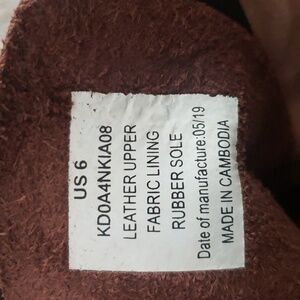 US 6
KD0A4NKIA08
LEATHER UPPER
FABRIC LINING
RUBBER SOLE
Date of manufacture:05/19
MADE IN CAMBODIA